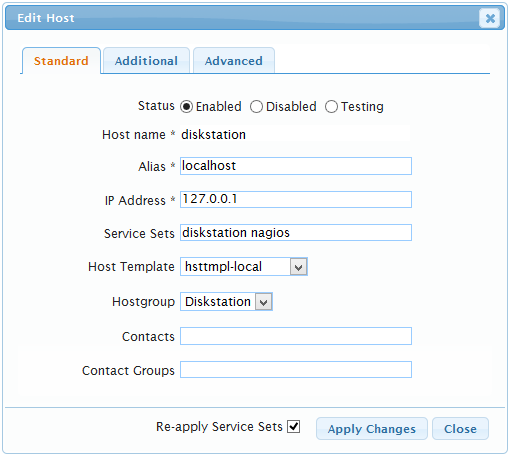 Edit Host
Standard Additional Advanced
Status Enabled Disabled Testing
Host name * diskstation
Alias * localhost
IP Address * 127.0.0.1
Service Sets diskstation nagios
Host Template hsttmpl-local
Hostgroup Diskstation
Contacts
Contact Groups
Re-apply Service Sets Apply Changes Close